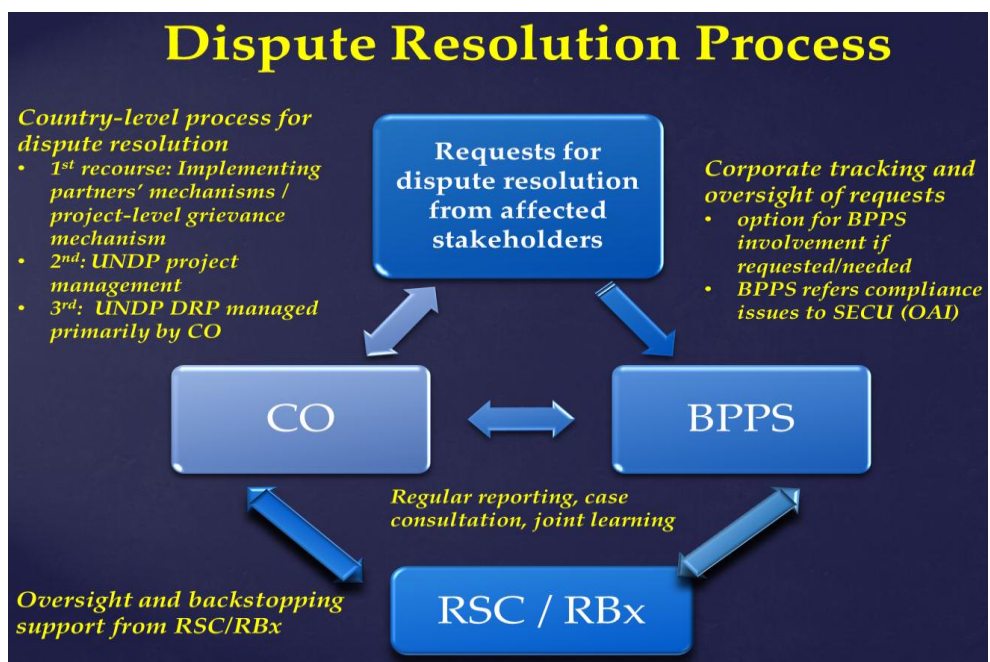 Dispute Resolution Process
Country-level process for
dispute resolution
• 1st recourse: Implementing
partners' mechanisms /
project-level grievance
mechanism
• 2nd: UNDP project
management
• 3rd: UNDP DRP managed
primarily by CO
Requests for
dispute resolution
from affected
stakeholders
Corporate tracking and
oversight of requests
• option for BPPS
involvement if
requested/needed
• BPPS refers compliance
issues to SECU (OAI)
CO
BPPS
Regular reporting, case
consultation, joint learning
Oversight and backstopping
support from RSC/RBx
RSC / RBx